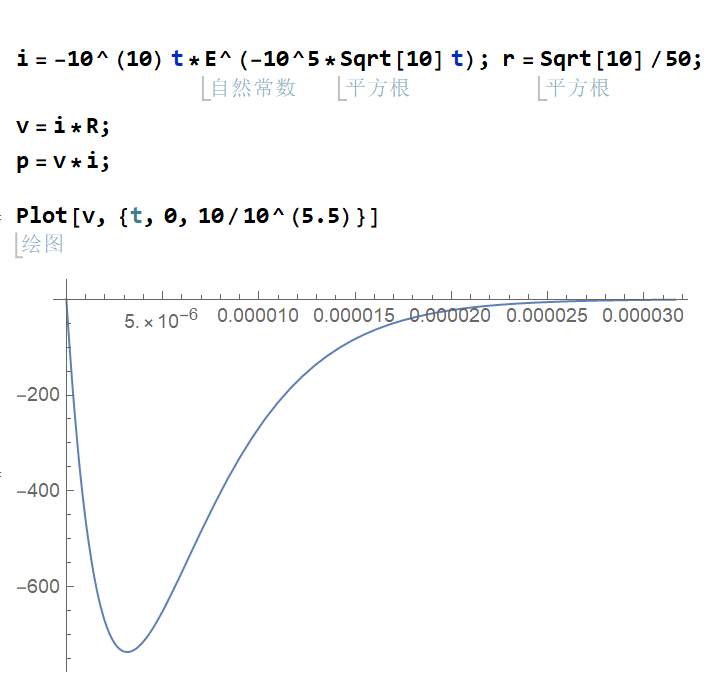 i = -10^(10) t*E^(-10^5*Sqrt[10] t); r = Sqrt[10]/50;
自然常数 平方根 平方根
v = i*R;
p = v*i;
Plot[v, {t, 0, 10/10^(5.5)}]
绘图
5.×10⁻⁶ 0.000010 0.000015 0.000020 0.000025 0.000030
-200
-400
-600